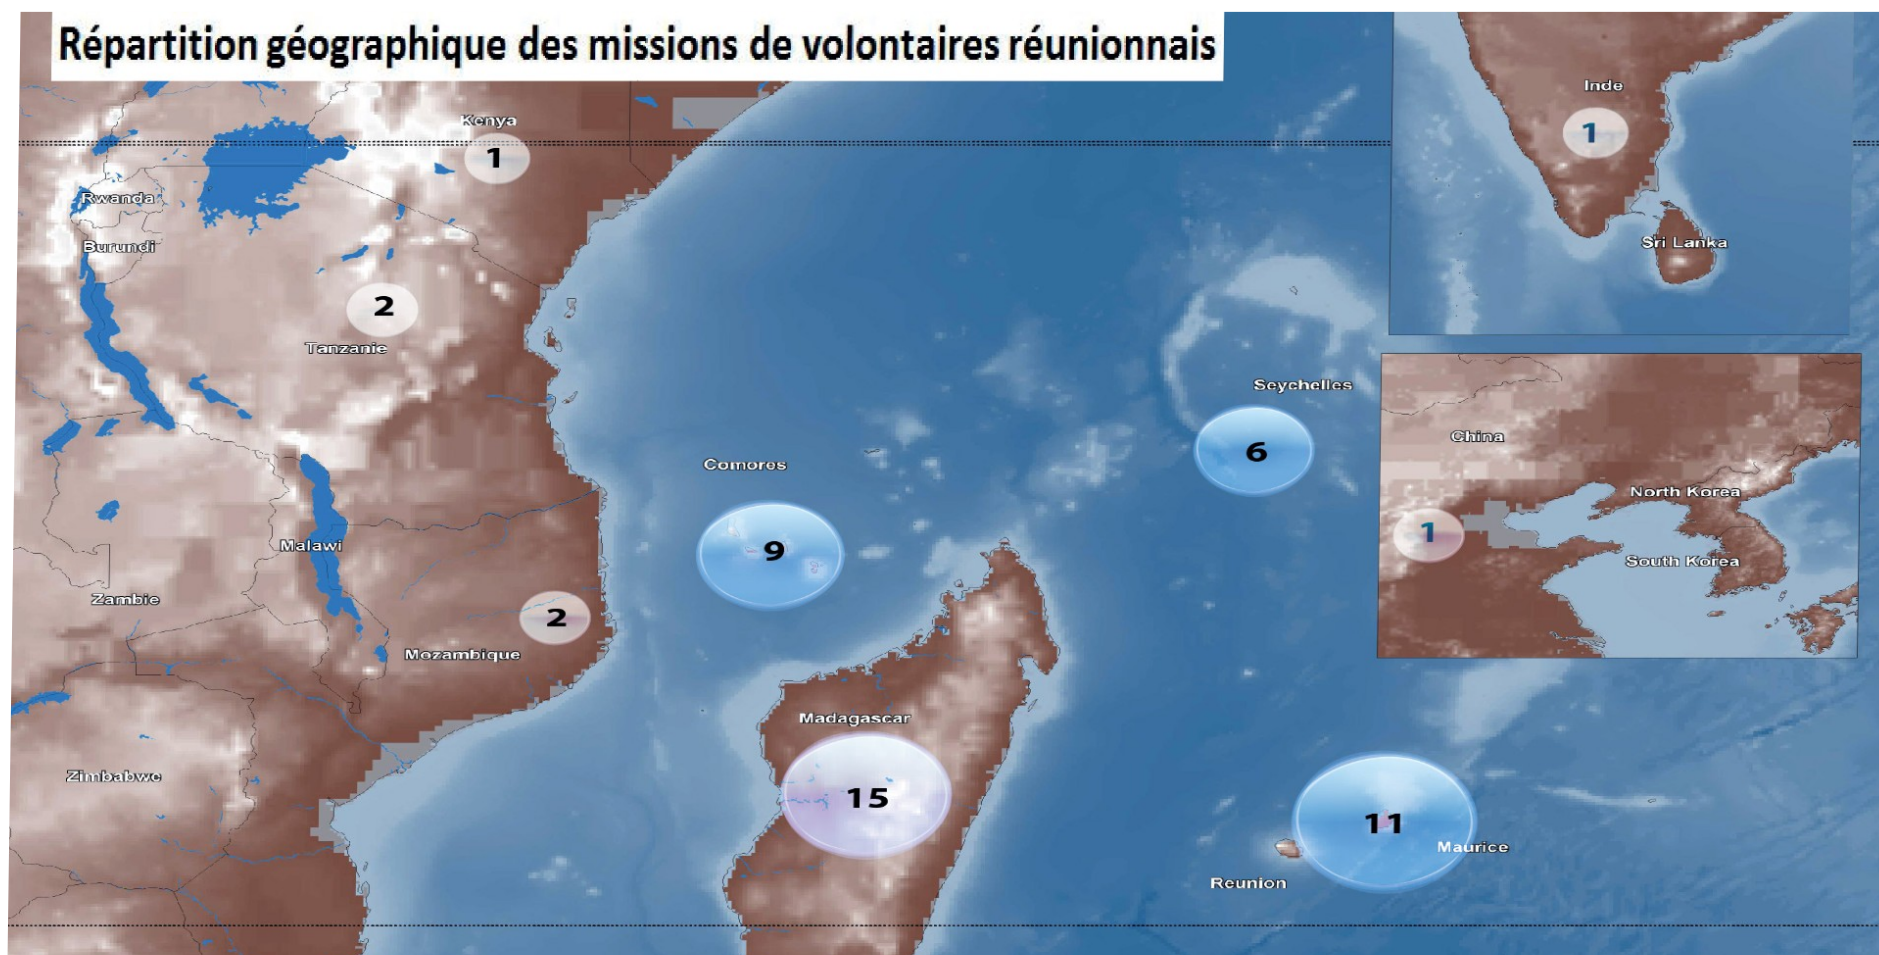 Répartition géographique des missions de volontaires réunionnais
Inde
1
Kenya
1
Rwanda
Burundi
Sri Lanka
2
Tanzanie
Seychelles
6
China
Comores
North Korea
1
9
Malawi
South Korea
Zambie
2
Mozambique
Madagascar
15
Zimbabwe
11
Maurice
Reunion